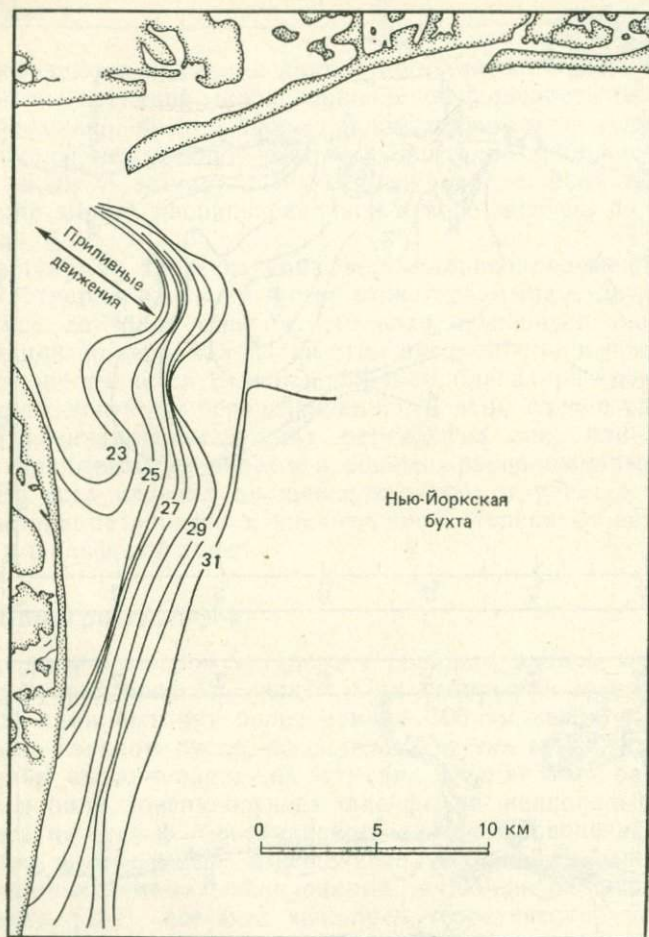 Приливные
движения
23
25
27
29
31
Нью-Йоркская
бухта
0 5 10 км